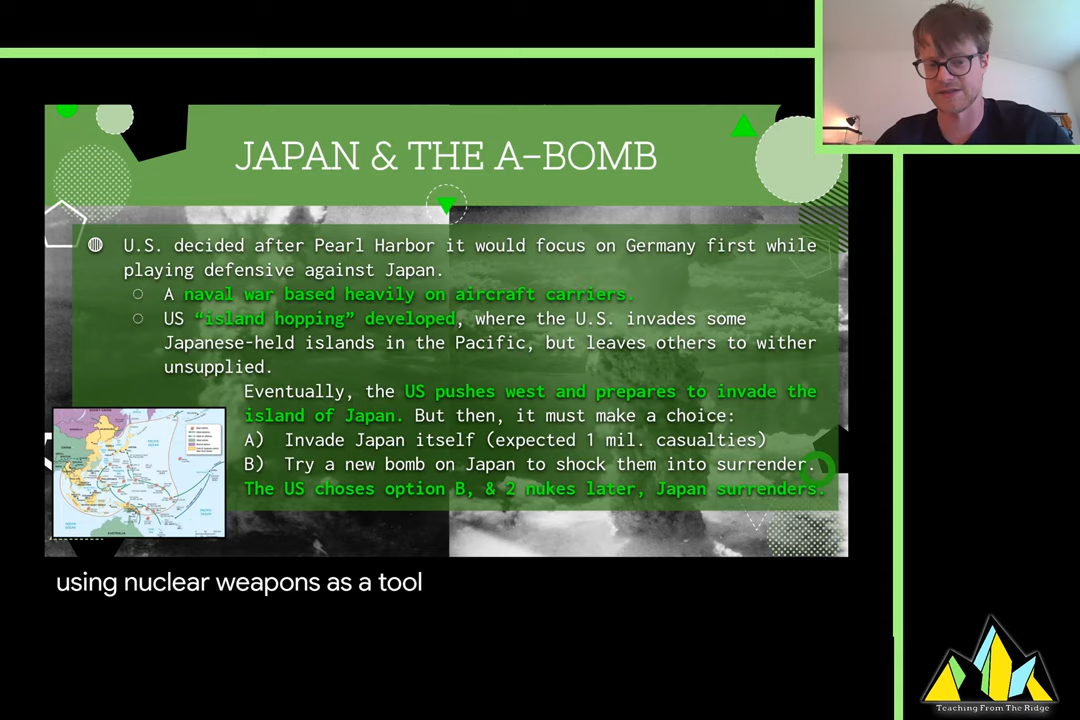 JAPAN & THE A-BOMB
U.S. decided after Pearl Harbor it would focus on Germany first while
playing defensive against Japan.
A naval war based heavily on aircraft carriers.
US “island hopping” developed, where the U.S. invades some
Japanese-held islands in the Pacific, but leaves others to wither
unsupplied.
Eventually, the US pushes west and prepares to invade the
island of Japan. But then, it must make a choice:
A) Invade Japan itself (expected 1 mil. casualties)
B) Try a new bomb on Japan to shock them into surrender.
The US choses option B, & 2 nukes later, Japan surrenders.
using nuclear weapons as a tool
Teaching From The Ridge